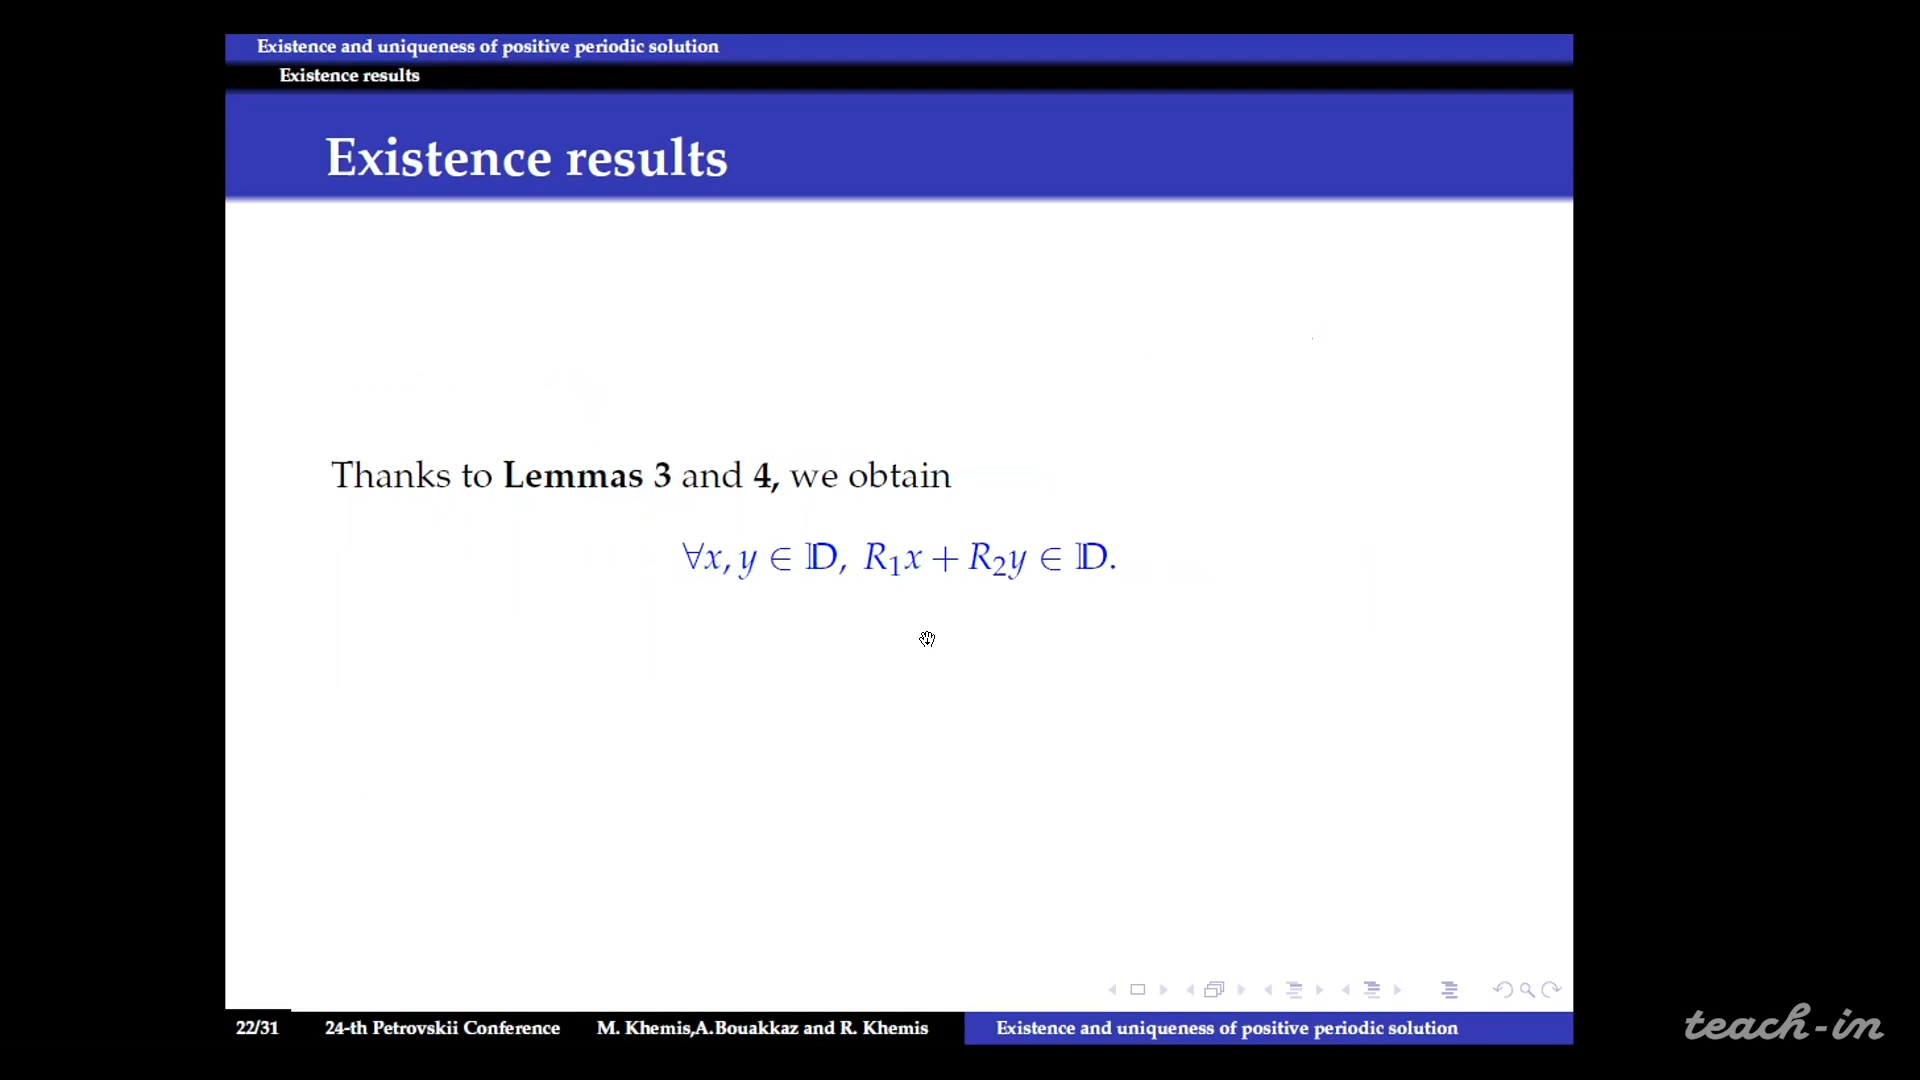 Existence and uniqueness of positive periodic solution
Existence results
Existence results
Thanks to Lemmas 3 and 4, we obtain
∀x, y ∈ 𝔻, R₁x + R₂y ∈ 𝔻.
22/31 24-th Petrovskii Conference M. Khemis,A.Bouakkaz and R. Khemis Existence and uniqueness of positive periodic solution
teach-in